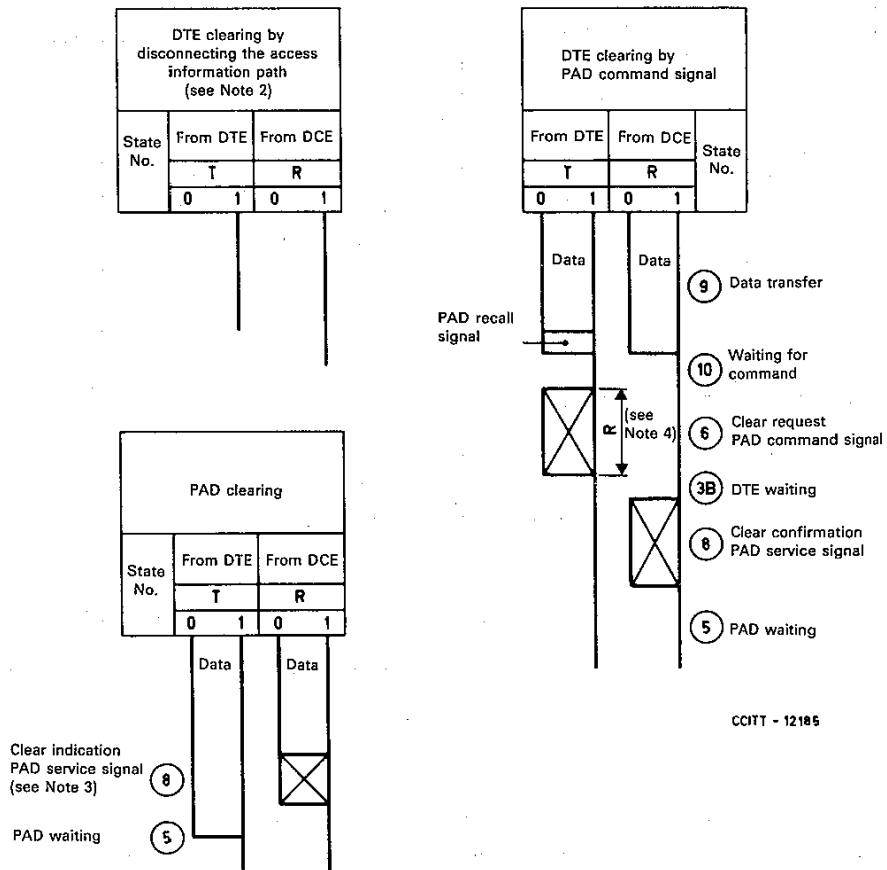 DTE clearing by
disconnecting the access
information path
(see Note 2)
State
No.
From DTE
From DCE
T
R
0 1
0 1
DTE clearing by
PAD command signal
From DTE
From DCE
State
No.
T
R
0 1
0 1
Data
Data
9 Data transfer
PAD recall
signal
10 Waiting for
command
R
(see
Note 4)
6 Clear request
PAD command signal
3B DTE waiting
8 Clear confirmation
PAD service signal
5 PAD waiting
CCITT - 12185
PAD clearing
State
No.
From DTE
From DCE
T
R
0 1
0 1
Data
Data
Clear indication
PAD service signal
(see Note 3)
8
PAD waiting
5